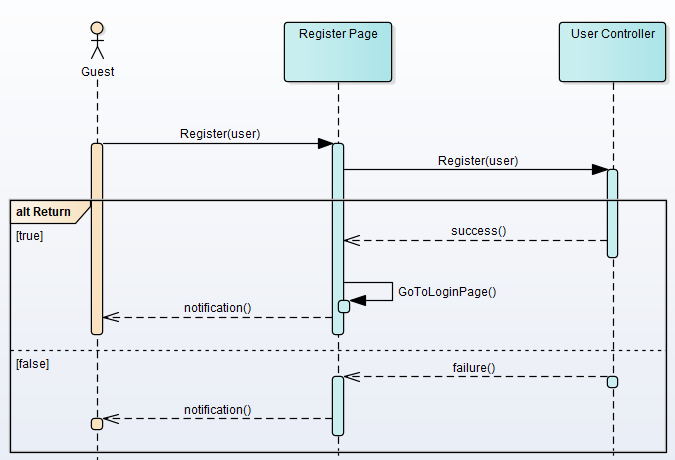 Register Page
User Controller
Guest
Register(user)
Register(user)
alt Return
[true]
success()
GoToLoginPage()
notification()
[false]
failure()
notification()